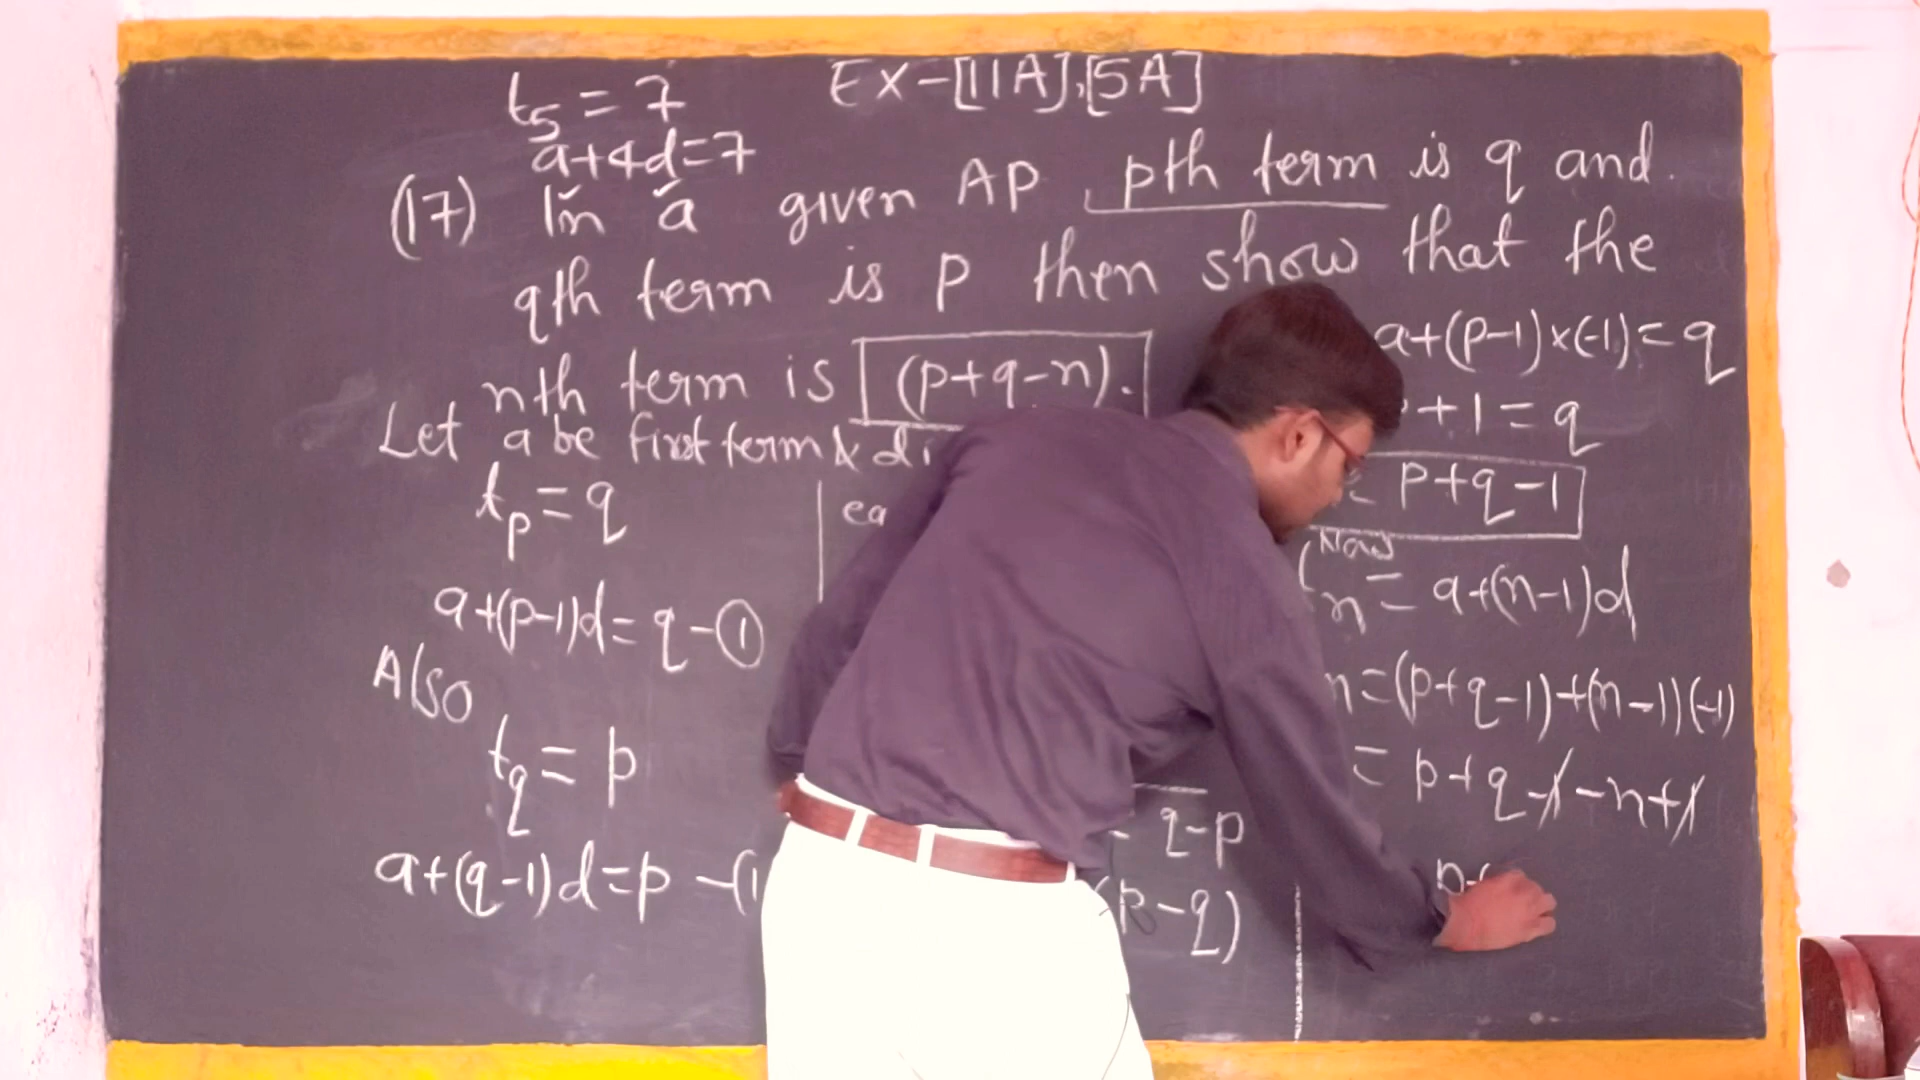 t5 = 7
EX-[11A],[5A]
a+4d=7
(17) In a given AP pth term is q and
qth term is p then show that the
nth term is (p+q-n).
Let a be first term & d
tp = q
a+(p-1)d = q - ①
Also
tq = p
a+(q-1)d=p -
q-p
(p-q)
a+(p-1)×(-1)=q
+1=q
= p+q-1
Now
n = a+(n-1)d
n=(p+q-1)+(n-1)(-1)
= p+q-1-n+1
p+